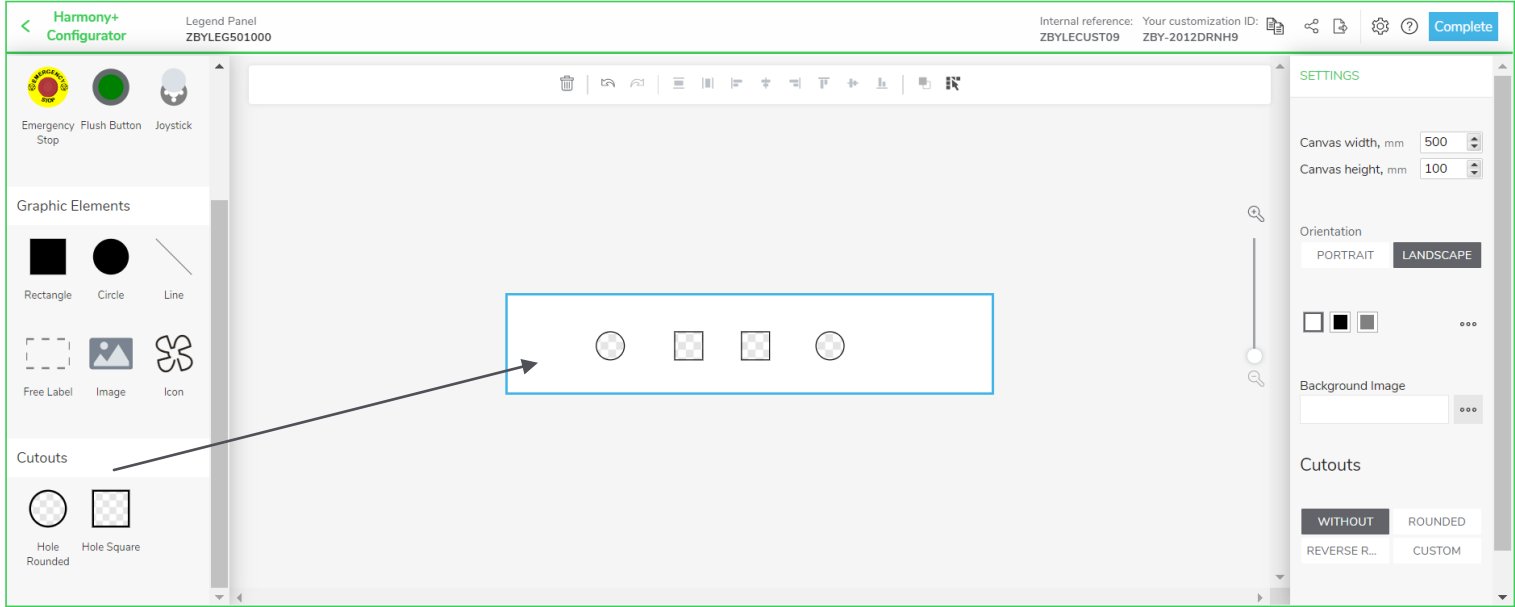 Harmony+
Configurator
Legend Panel
ZBYLEG501000
Internal reference:
ZBYLECUST09
Your customization ID:
ZBY-2012DRNH9
Complete
EMERGENCY
STOP
Emergency
Stop
Flush Button
Joystick
Graphic Elements
Rectangle
Circle
Line
Free Label
Image
Icon
Cutouts
Hole
Rounded
Hole Square
SETTINGS
Canvas width, mm
500
Canvas height, mm
100
Orientation
PORTRAIT
LANDSCAPE
Background Image
Cutouts
WITHOUT
ROUNDED
REVERSE R...
CUSTOM